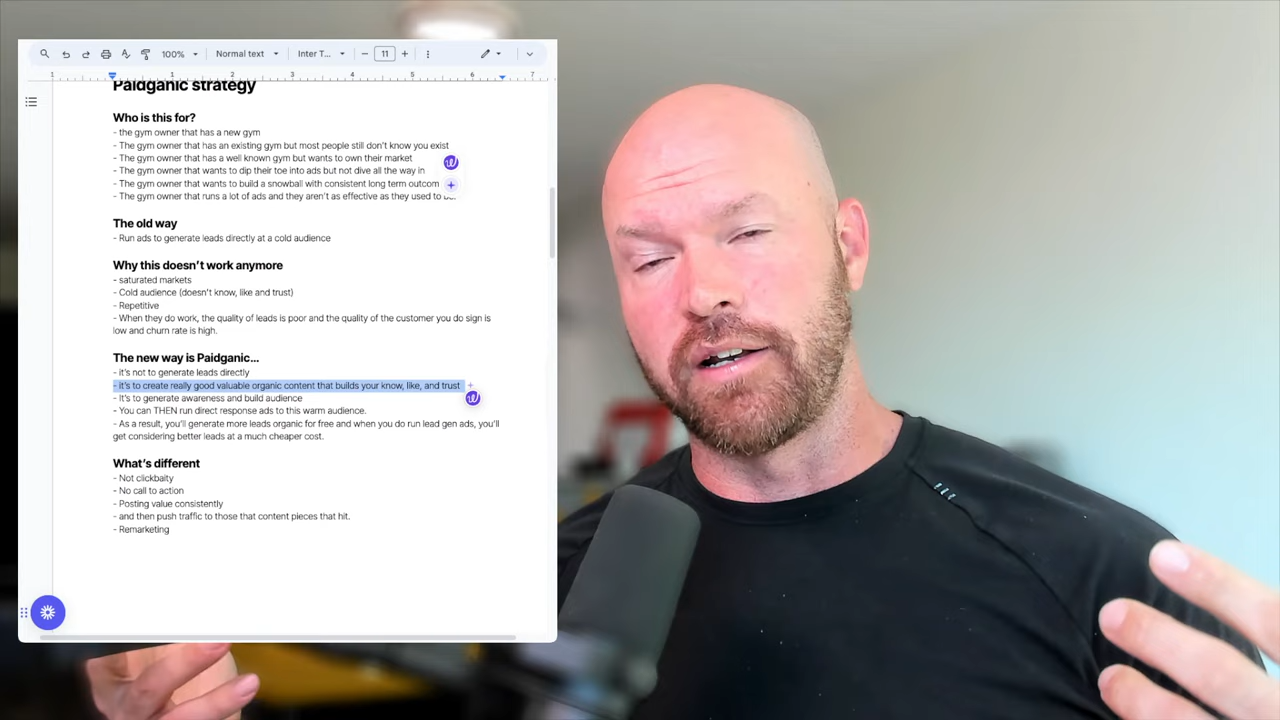 100%
Normal text
Inter T...
11
1 1 2 3 4 5 6 7
Paidganic strategy
Who is this for?
- the gym owner that has a new gym
- The gym owner that has an existing gym but most people still don't know you exist
- The gym owner that has a well known gym but wants to own their market
- The gym owner that wants to dip their toe into ads but not dive all the way in
- The gym owner that wants to build a snowball with consistent long term outcom
- The gym owner that runs a lot of ads and they aren't as effective as they used to
The old way
- Run ads to generate leads directly at a cold audience
Why this doesn't work anymore
- saturated markets
- Cold audience (doesn't know, like and trust)
- Repetitive
- When they do work, the quality of leads is poor and the quality of the customer you do sign is
low and churn rate is high.
The new way is Paidganic...
- it's not to generate leads directly
- it's to create really good valuable organic content that builds your know, like, and trust
- It's to generate awareness and build audience
- You can THEN run direct response ads to this warm audience.
- As a result, you'll generate more leads organic for free and when you do run lead gen ads, you'll
get considering better leads at a much cheaper cost.
What's different
- Not clickbaity
- No call to action
- Posting value consistently
- and then push traffic to those that content pieces that hit.
- Remarketing